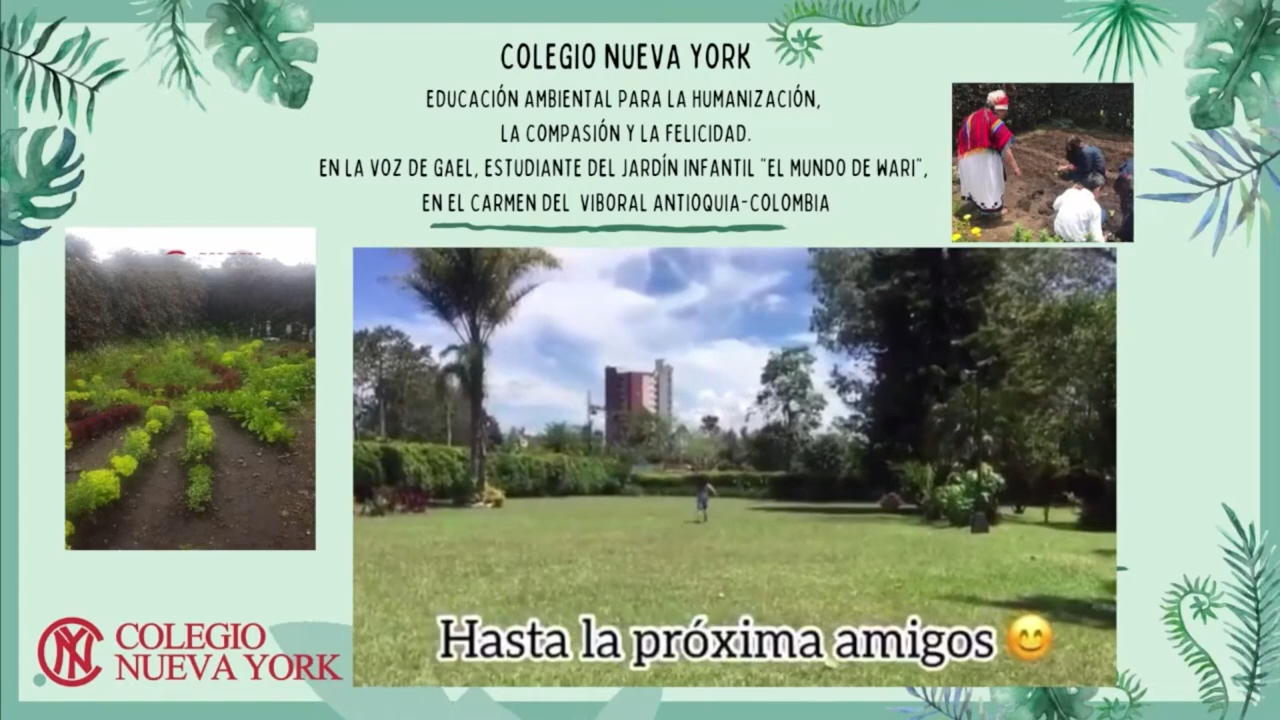 COLEGIO NUEVA YORK
EDUCACIÓN AMBIENTAL PARA LA HUMANIZACIÓN,
LA COMPASIÓN Y LA FELICIDAD.
EN LA VOZ DE GAEL, ESTUDIANTE DEL JARDÍN INFANTIL "EL MUNDO DE WARI",
EN EL CARMEN DEL VIBORAL ANTIOQUIA-COLOMBIA
Hasta la próxima amigos 😊
COLEGIO
NUEVA YORK